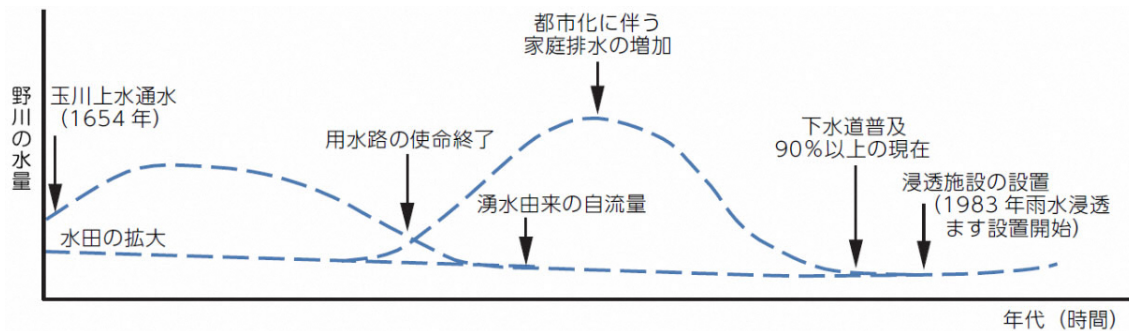 野川の水量
玉川上水通水
(1654 年)
水田の拡大
用水路の使命終了
都市化に伴う
家庭排水の増加
湧水由来の自流量
下水道普及
90%以上の現在
浸透施設の設置
(1983 年雨水浸透
ます設置開始)
年代（時間）